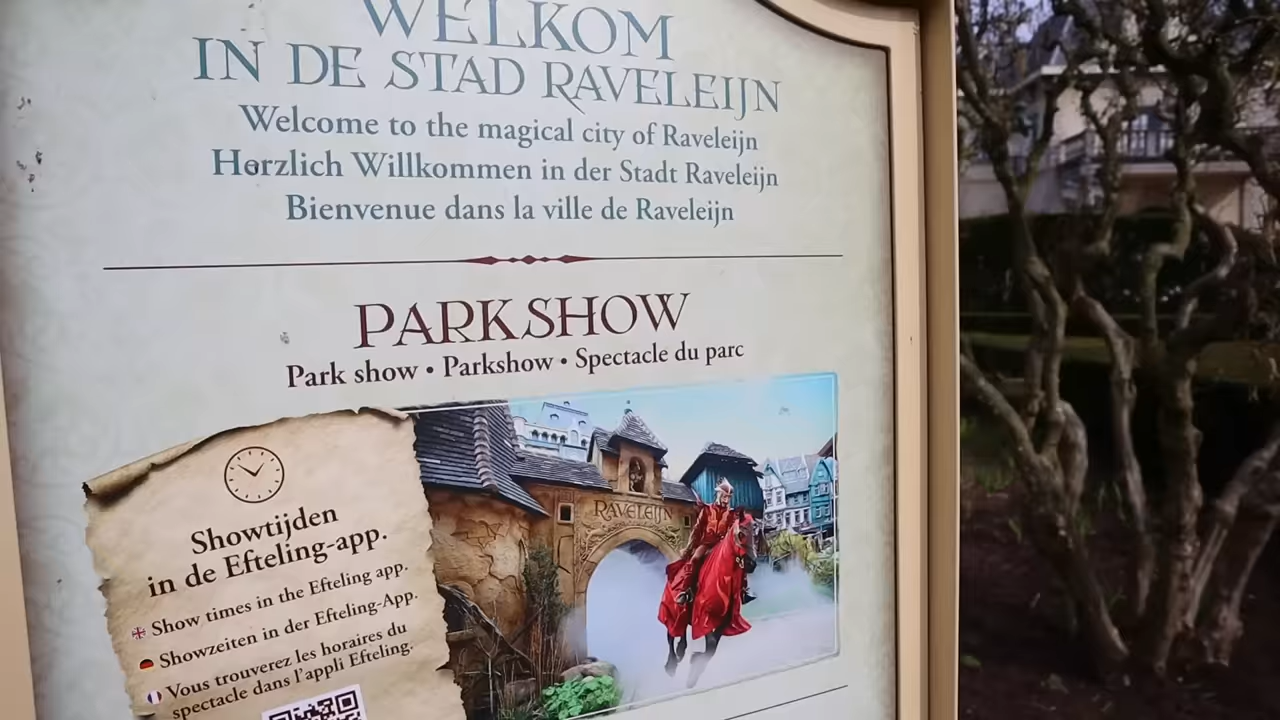 WELKOM
IN DE STAD RAVELEIJN
Welcome to the magical city of Raveleijn
Herzlich Willkommen in der Stadt Raveleijn
Bienvenue dans la ville de Raveleijn
PARKSHOW
Park show • Parkshow • Spectacle du parc
RAVELEIJN
Showtijden
in de Efteling-app.
Show times in the Efteling app.
Showzeiten in der Efteling-App.
Vous trouverez les horaires du
spectacle dans l'appli Efteling.